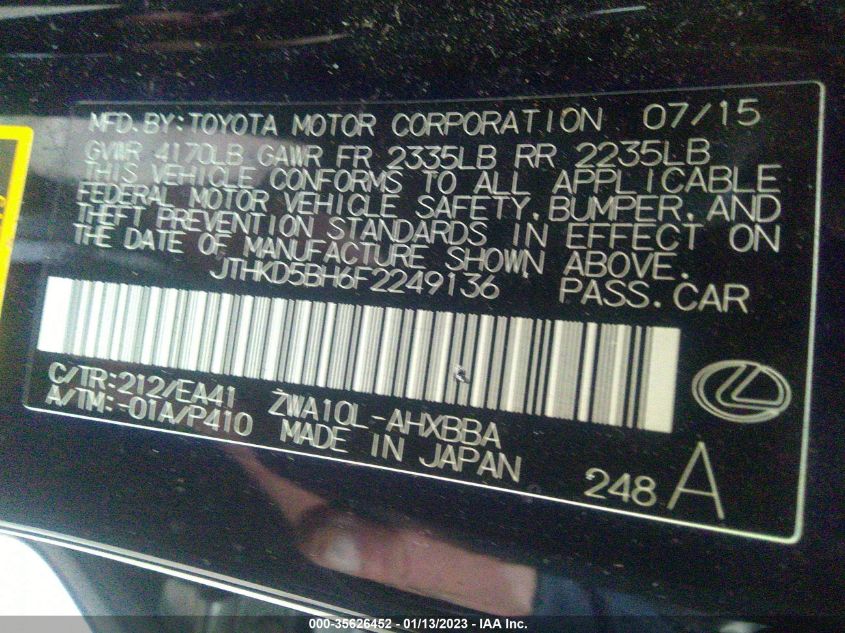 MFD.BY:TOYOTA MOTOR CORPORATION 07/15
GVWR 4170LB GAWR FR 2335LB RR 2235LB
THIS VEHICLE CONFORMS TO ALL APPLICABLE
FEDERAL MOTOR VEHICLE SAFETY,BUMPER,AND
THEFT PREVENTION STANDARDS IN EFFECT ON
THE DATE OF MANUFACTURE SHOWN ABOVE.
JTHKD5BH6F2249136 PASS.CAR
C/TR:212/EA41 ZWA10L-AHXBBA
A/TM:-01A/P410 MADE IN JAPAN
248 A
000-35626452 - 01/13/2023 - IAA Inc.